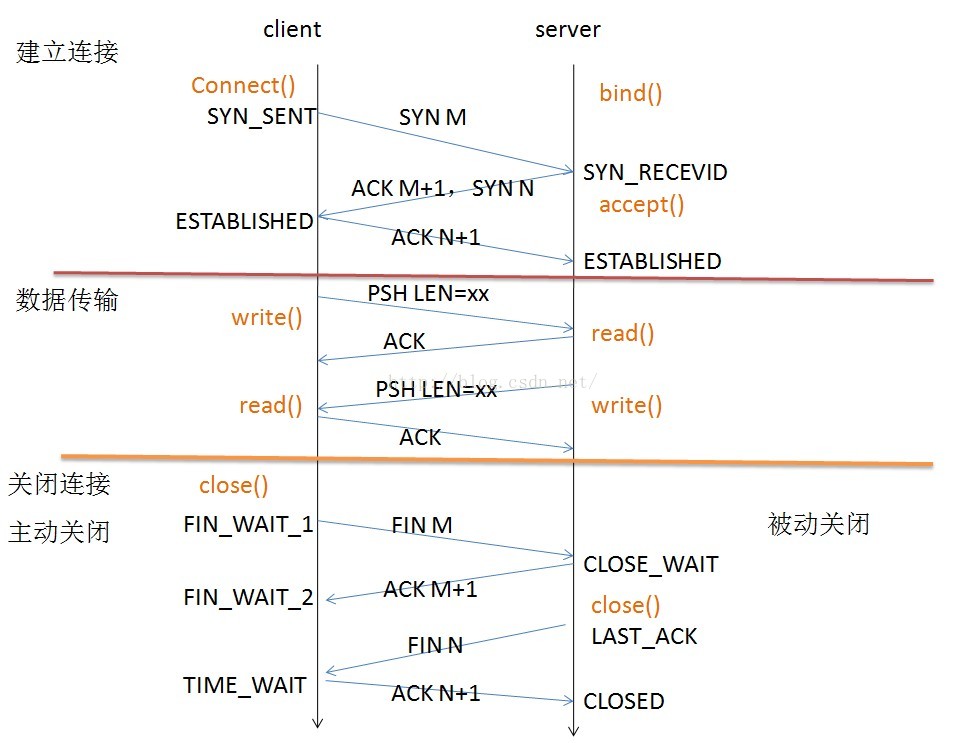 client server
建立连接
Connect()
bind()
SYN_SENT
SYN M
SYN_RECEVID
ACK M+1，SYN N
accept()
ESTABLISHED
ACK N+1
ESTABLISHED
数据传输
PSH LEN=xx
write()
read()
ACK
http://blog.csdn.net/
PSH LEN=xx
read()
write()
ACK
关闭连接
close()
主动关闭
FIN_WAIT_1
FIN M
被动关闭
CLOSE_WAIT
FIN_WAIT_2
ACK M+1
close()
LAST_ACK
FIN N
TIME_WAIT
ACK N+1
CLOSED